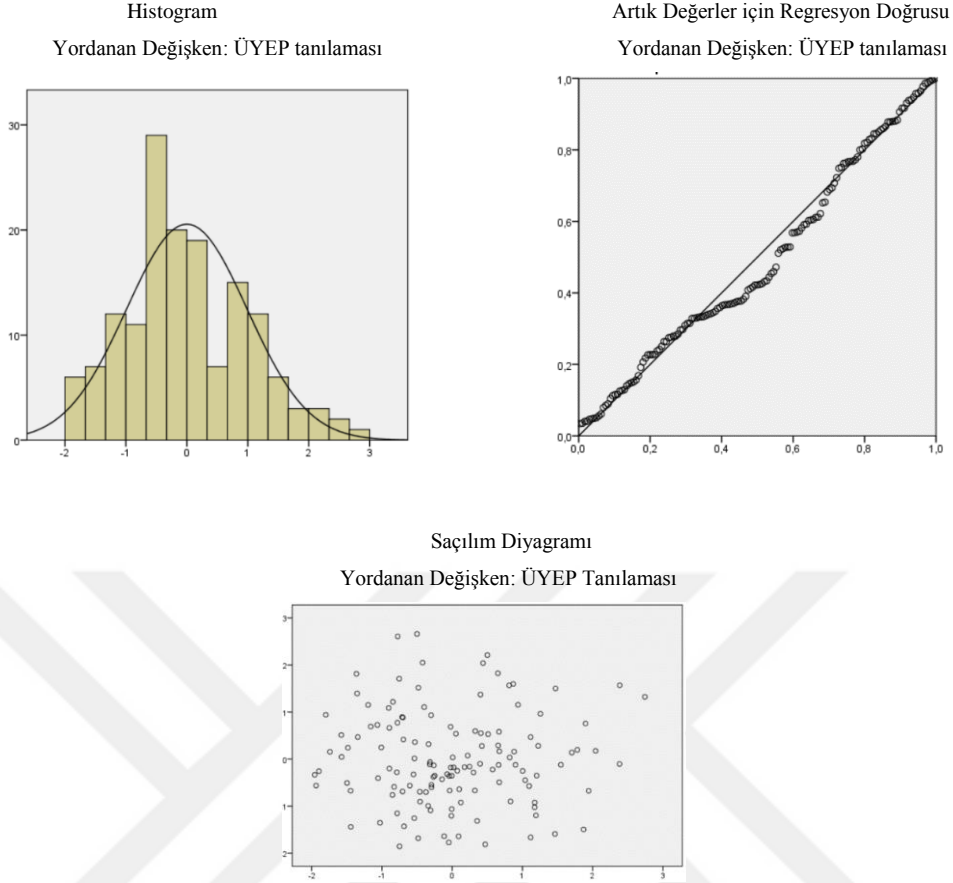 Histogram
Yordanan Değişken: ÜYEP tanılaması
30
20
10
0
-2 -1 0 1 2 3
Artık Değerler için Regresyon Doğrusu
Yordanan Değişken: ÜYEP tanılaması
1,0
0,8
0,6
0,4
0,2
0,0
0,0 0,2 0,4 0,6 0,8 1,0
Saçılım Diyagramı
Yordanan Değişken: ÜYEP Tanılaması
3
2
1
0
1
2
-2 -1 0 1 2 3